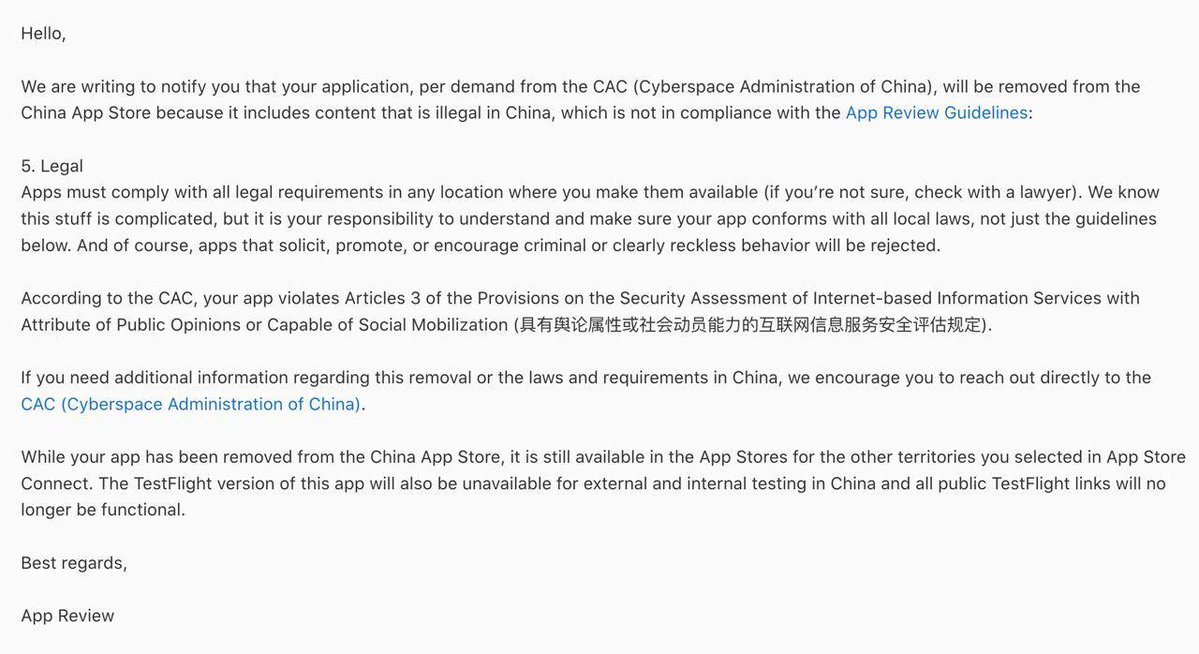 Hello,
We are writing to notify you that your application, per demand from the CAC (Cyberspace Administration of China), will be removed from the
China App Store because it includes content that is illegal in China, which is not in compliance with the App Review Guidelines:
5. Legal
Apps must comply with all legal requirements in any location where you make them available (if you’re not sure, check with a lawyer). We know
this stuff is complicated, but it is your responsibility to understand and make sure your app conforms with all local laws, not just the guidelines
below. And of course, apps that solicit, promote, or encourage criminal or clearly reckless behavior will be rejected.
According to the CAC, your app violates Articles 3 of the Provisions on the Security Assessment of Internet-based Information Services with
Attribute of Public Opinions or Capable of Social Mobilization (具有舆论属性或社会动员能力的互联网信息服务安全评估规定).
If you need additional information regarding this removal or the laws and requirements in China, we encourage you to reach out directly to the
CAC (Cyberspace Administration of China).
While your app has been removed from the China App Store, it is still available in the App Stores for the other territories you selected in App Store
Connect. The TestFlight version of this app will also be unavailable for external and internal testing in China and all public TestFlight links will no
longer be functional.
Best regards,
App Review